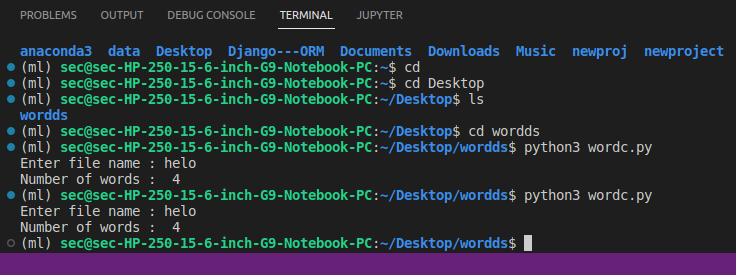 PROBLEMS OUTPUT DEBUG CONSOLE TERMINAL JUPYTER
anaconda3  data  Desktop  Django---ORM  Documents  Downloads  Music  newproj  newproject
(ml) sec@sec-HP-250-15-6-inch-G9-Notebook-PC:~$ cd
(ml) sec@sec-HP-250-15-6-inch-G9-Notebook-PC:~$ cd Desktop
(ml) sec@sec-HP-250-15-6-inch-G9-Notebook-PC:~/Desktop$ ls
wordds
(ml) sec@sec-HP-250-15-6-inch-G9-Notebook-PC:~/Desktop$ cd wordds
(ml) sec@sec-HP-250-15-6-inch-G9-Notebook-PC:~/Desktop/wordds$ python3 wordc.py
Enter file name : helo
Number of words :  4
(ml) sec@sec-HP-250-15-6-inch-G9-Notebook-PC:~/Desktop/wordds$ python3 wordc.py
Enter file name : helo
Number of words :  4
(ml) sec@sec-HP-250-15-6-inch-G9-Notebook-PC:~/Desktop/wordds$